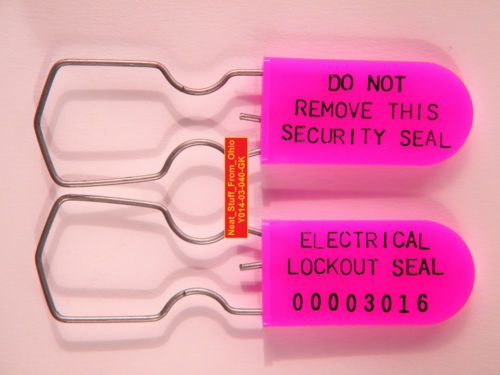 DO NOT
REMOVE THIS
SECURITY SEAL
Neat_Stuff_From_Ohio
Y014-03-040-GK
ELECTRICAL
LOCKOUT SEAL
00003016